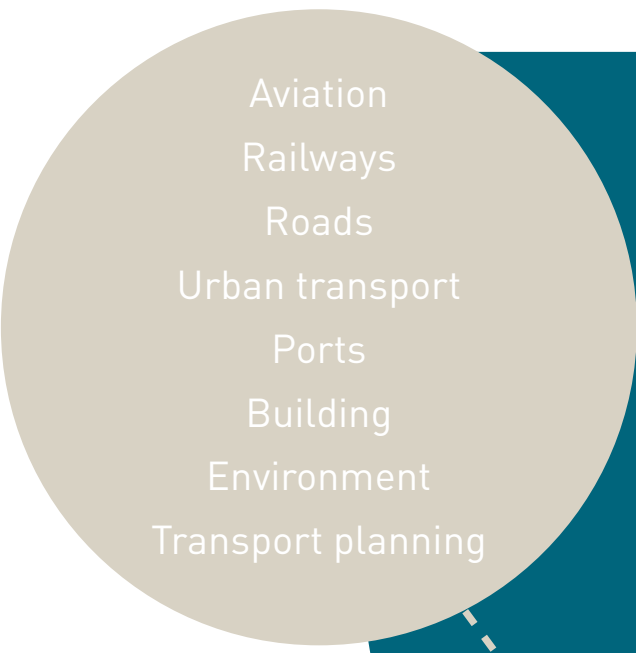 Aviation
Railways
Roads
Urban transport
Ports
Building
Environment
Transport planning